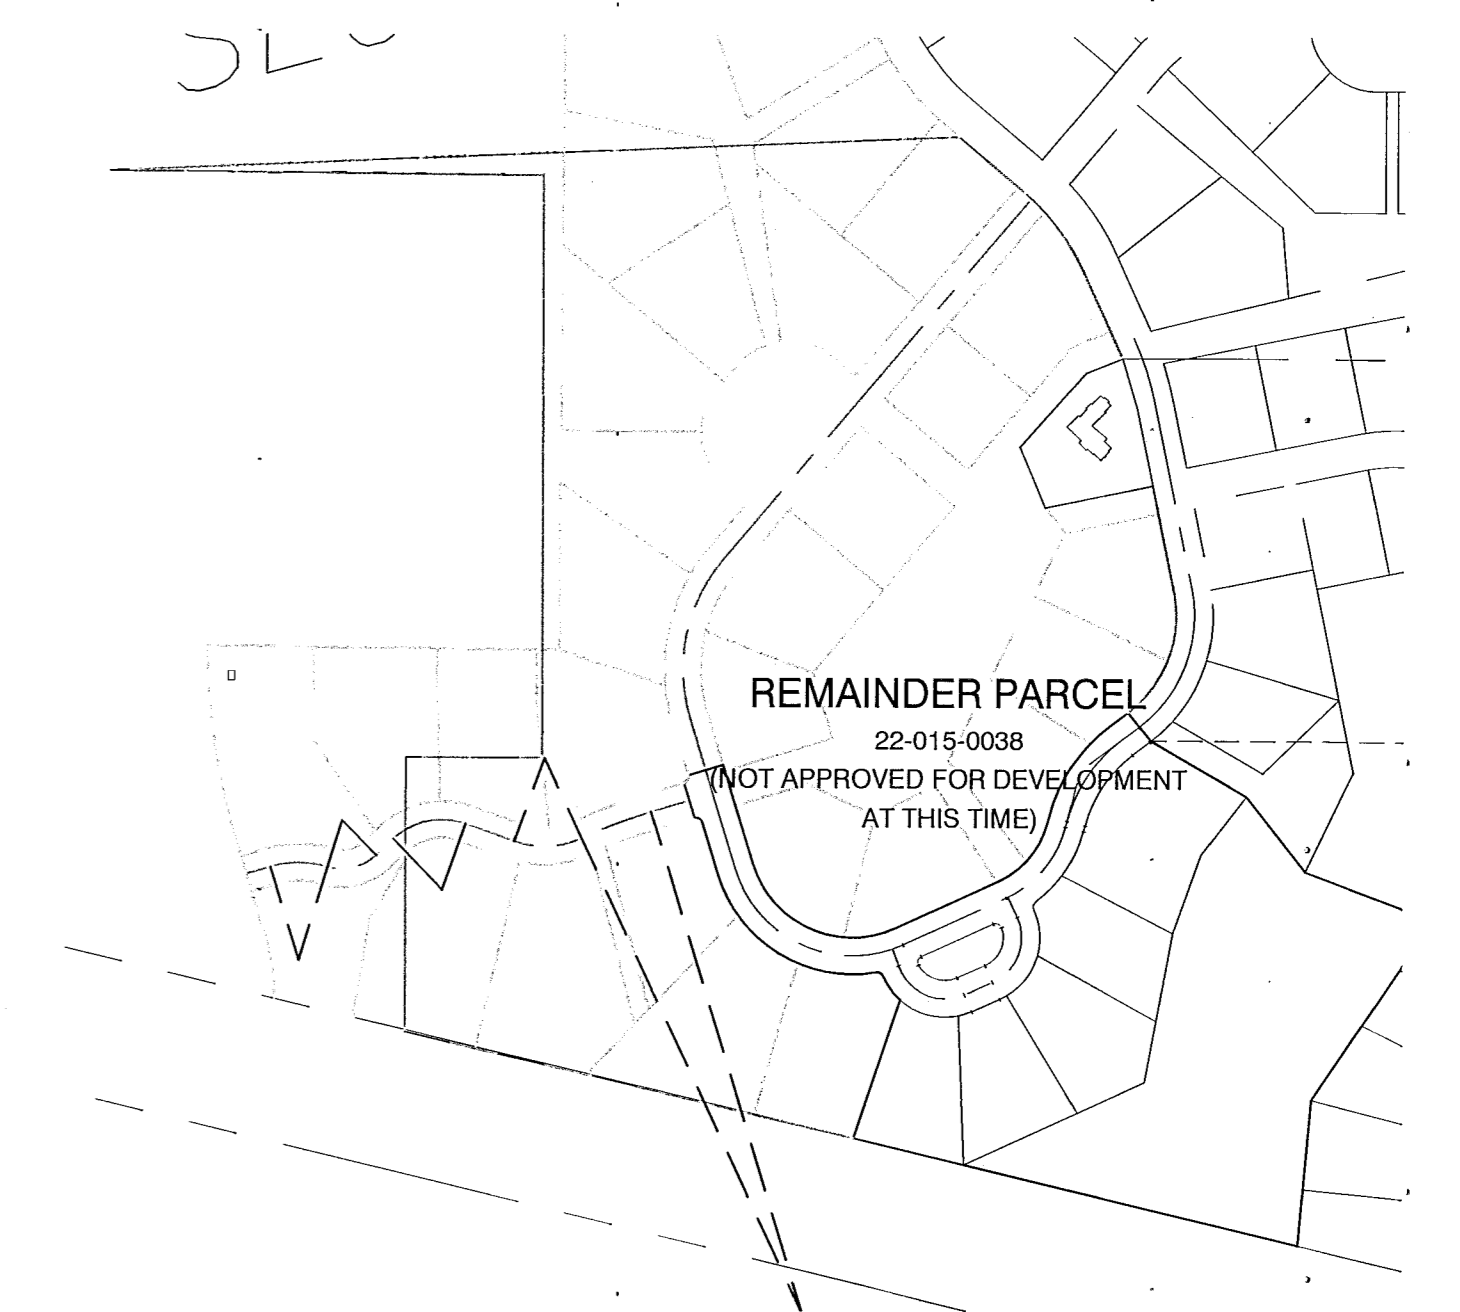 REMAINDER PARCEL
22-015-0038
(NOT APPROVED FOR DEVELOPMENT
AT THIS TIME)